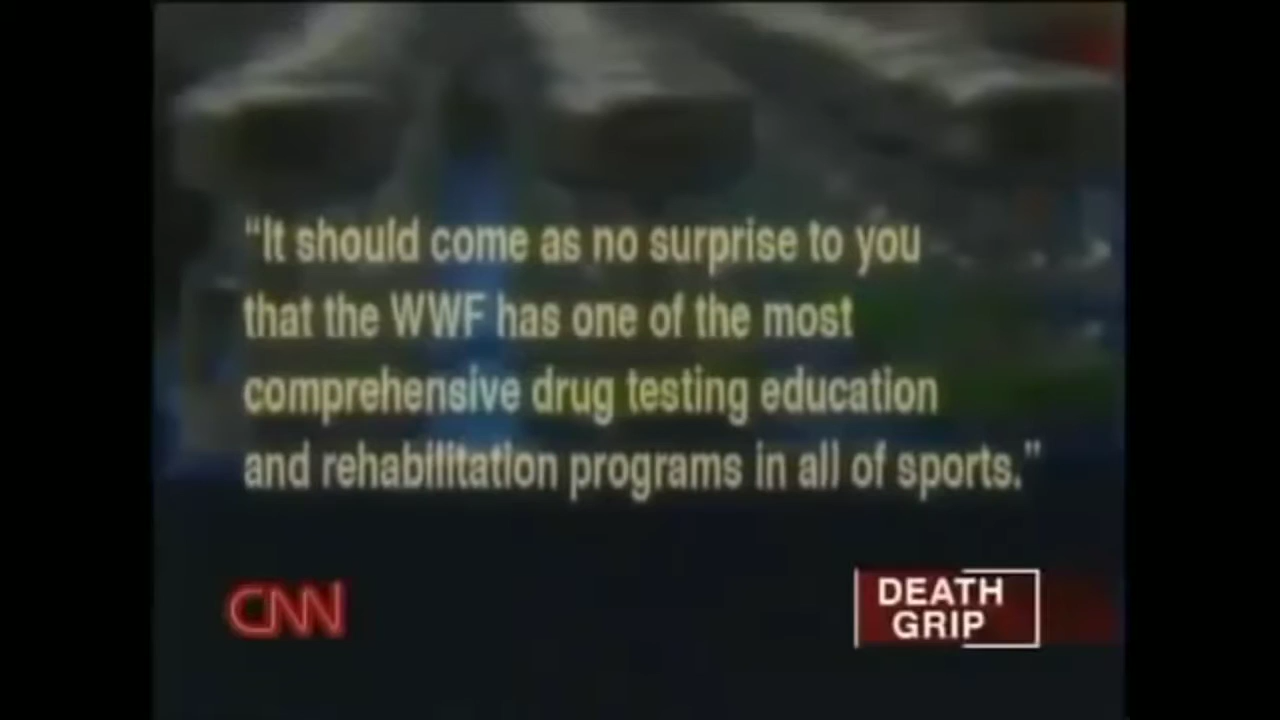 “It should come as no surprise to you
that the WWF has one of the most
comprehensive drug testing education
and rehabilitation programs in all of sports.”
CNN
DEATH
GRIP